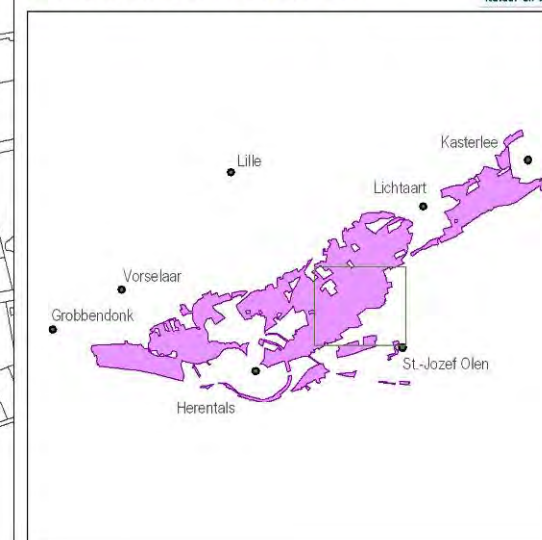 Kasterlee
Lille
Lichtaart
Vorselaar
Grobbendonk
St.-Jozef Olen
Herentals